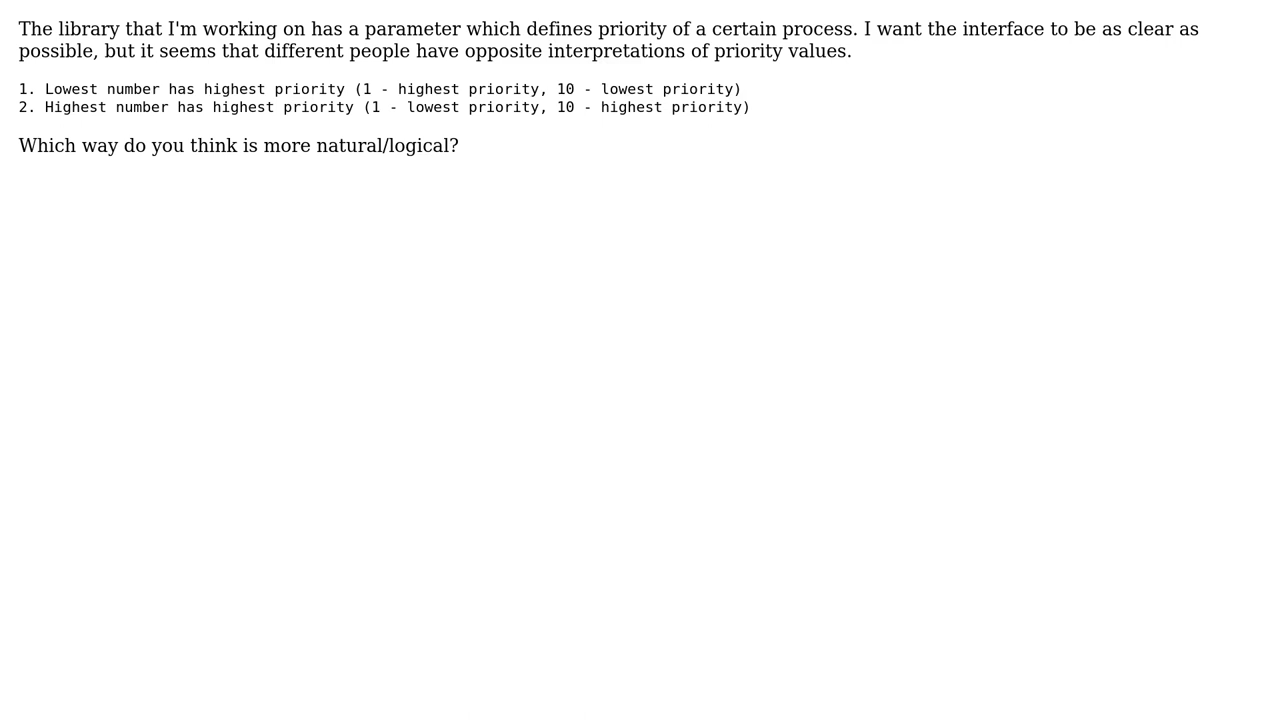 The library that I'm working on has a parameter which defines priority of a certain process. I want the interface to be as clear as
possible, but it seems that different people have opposite interpretations of priority values.
1. Lowest number has highest priority (1 - highest priority, 10 - lowest priority)
2. Highest number has highest priority (1 - lowest priority, 10 - highest priority)
Which way do you think is more natural/logical?